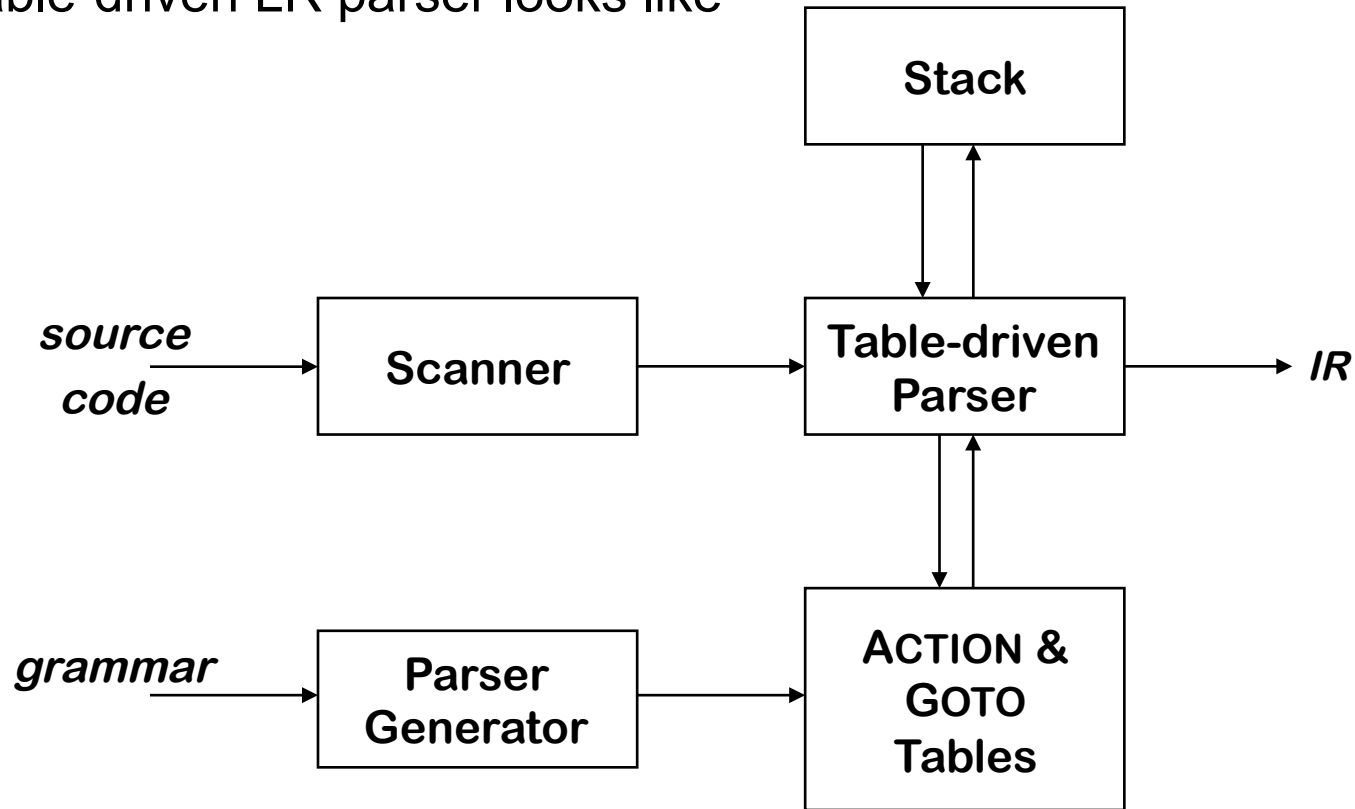 able-driven LR parser looks like
Stack
source
code
Scanner
Table-driven
Parser
IR
grammar
Parser
Generator
ACTION &
GOTO
Tables